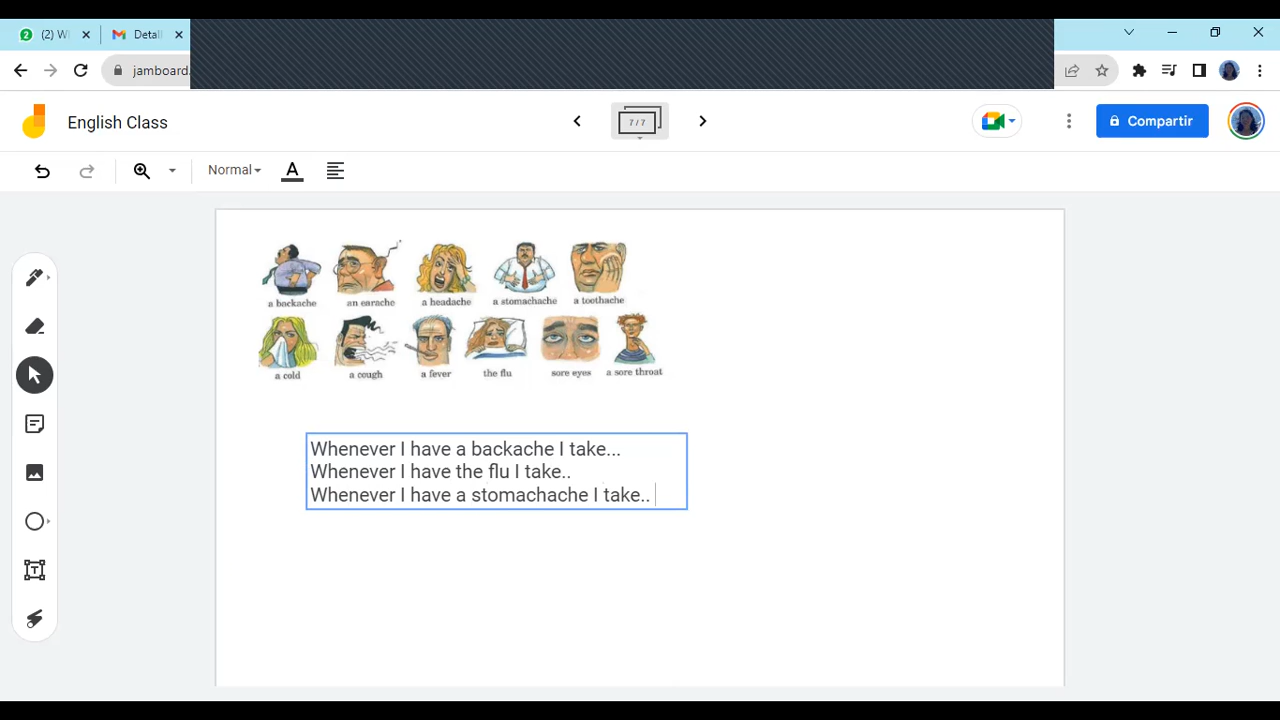 (2) W
Detail
jamboard.
English Class
7 / 7
Compartir
Normal
a backache an earache a headache a stomachache a toothache
a cold a cough a fever the flu sore eyes a sore throat
Whenever I have a backache I take...
Whenever I have the flu I take..
Whenever I have a stomachache I take..